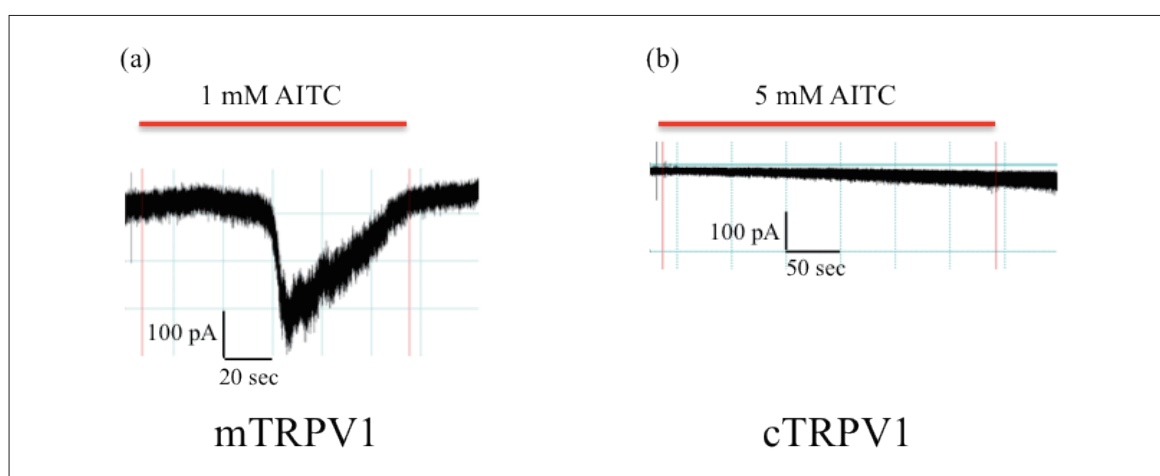 (a)
1 mM AITC
100 pA
20 sec
mTRPV1
(b)
5 mM AITC
100 pA
50 sec
cTRPV1